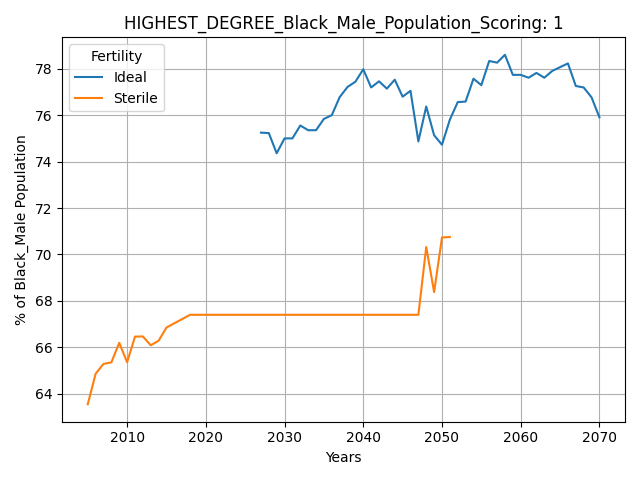 HIGHEST_DEGREE_Black_Male_Population_Scoring: 1
Fertility
Ideal
Sterile
% of Black_Male Population
78
76
74
72
70
68
66
64
2010 2020 2030 2040 2050 2060 2070
Years